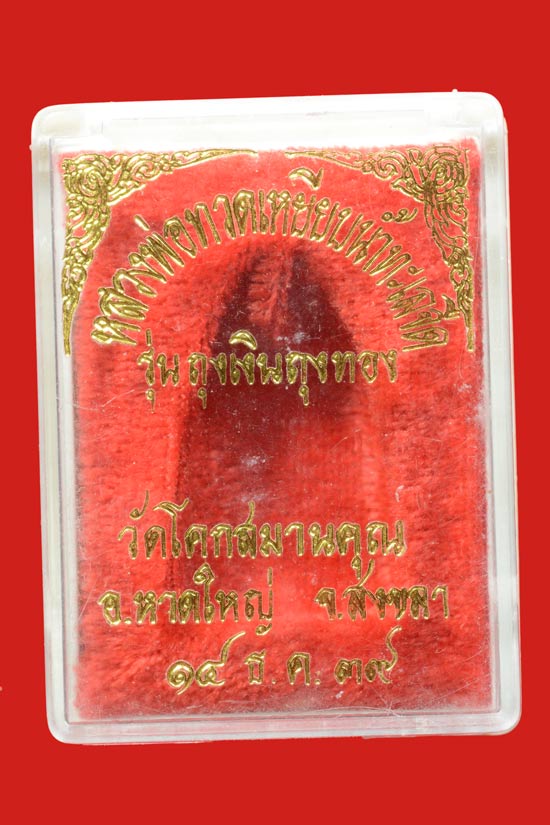 หลวงพ่อทวดเหยียบน้ำทะเลจืด
รุ่น ถุงเงินถุงทอง
วัดโคกสมานคุณ
อ.หาดใหญ่ จ.สงขลา
๑๔ ธ.ค. ๓๙